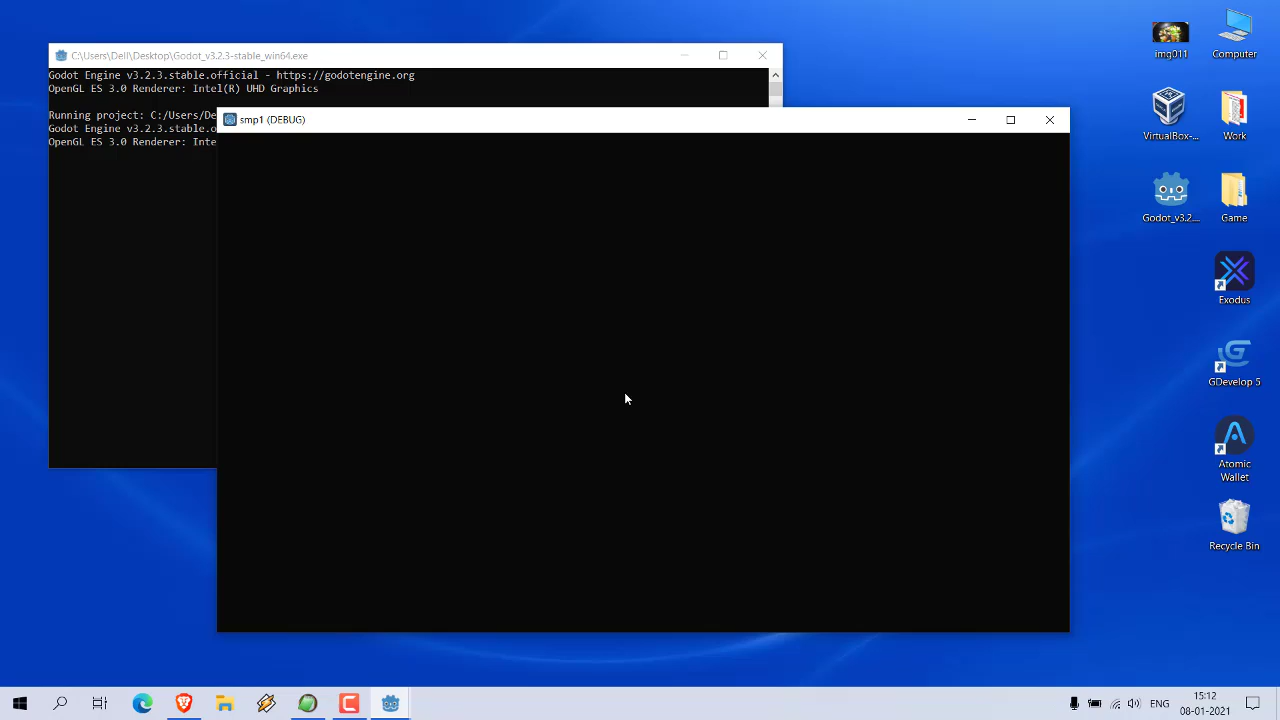 C:\Users\Dell\Desktop\Godot_v3.2.3-stable_win64.exe
Godot Engine v3.2.3.stable.official - https://godotengine.org
OpenGL ES 3.0 Renderer: Intel(R) UHD Graphics
Running project: C:/Users/De
Godot Engine v3.2.3.stable.o
OpenGL ES 3.0 Renderer: Inte
smp1 (DEBUG)
img011
Computer
VirtualBox-...
Work
Godot_v3.2....
Game
Exodus
GDevelop 5
Atomic
Wallet
Recycle Bin
ENG
15:12
08-01-2021